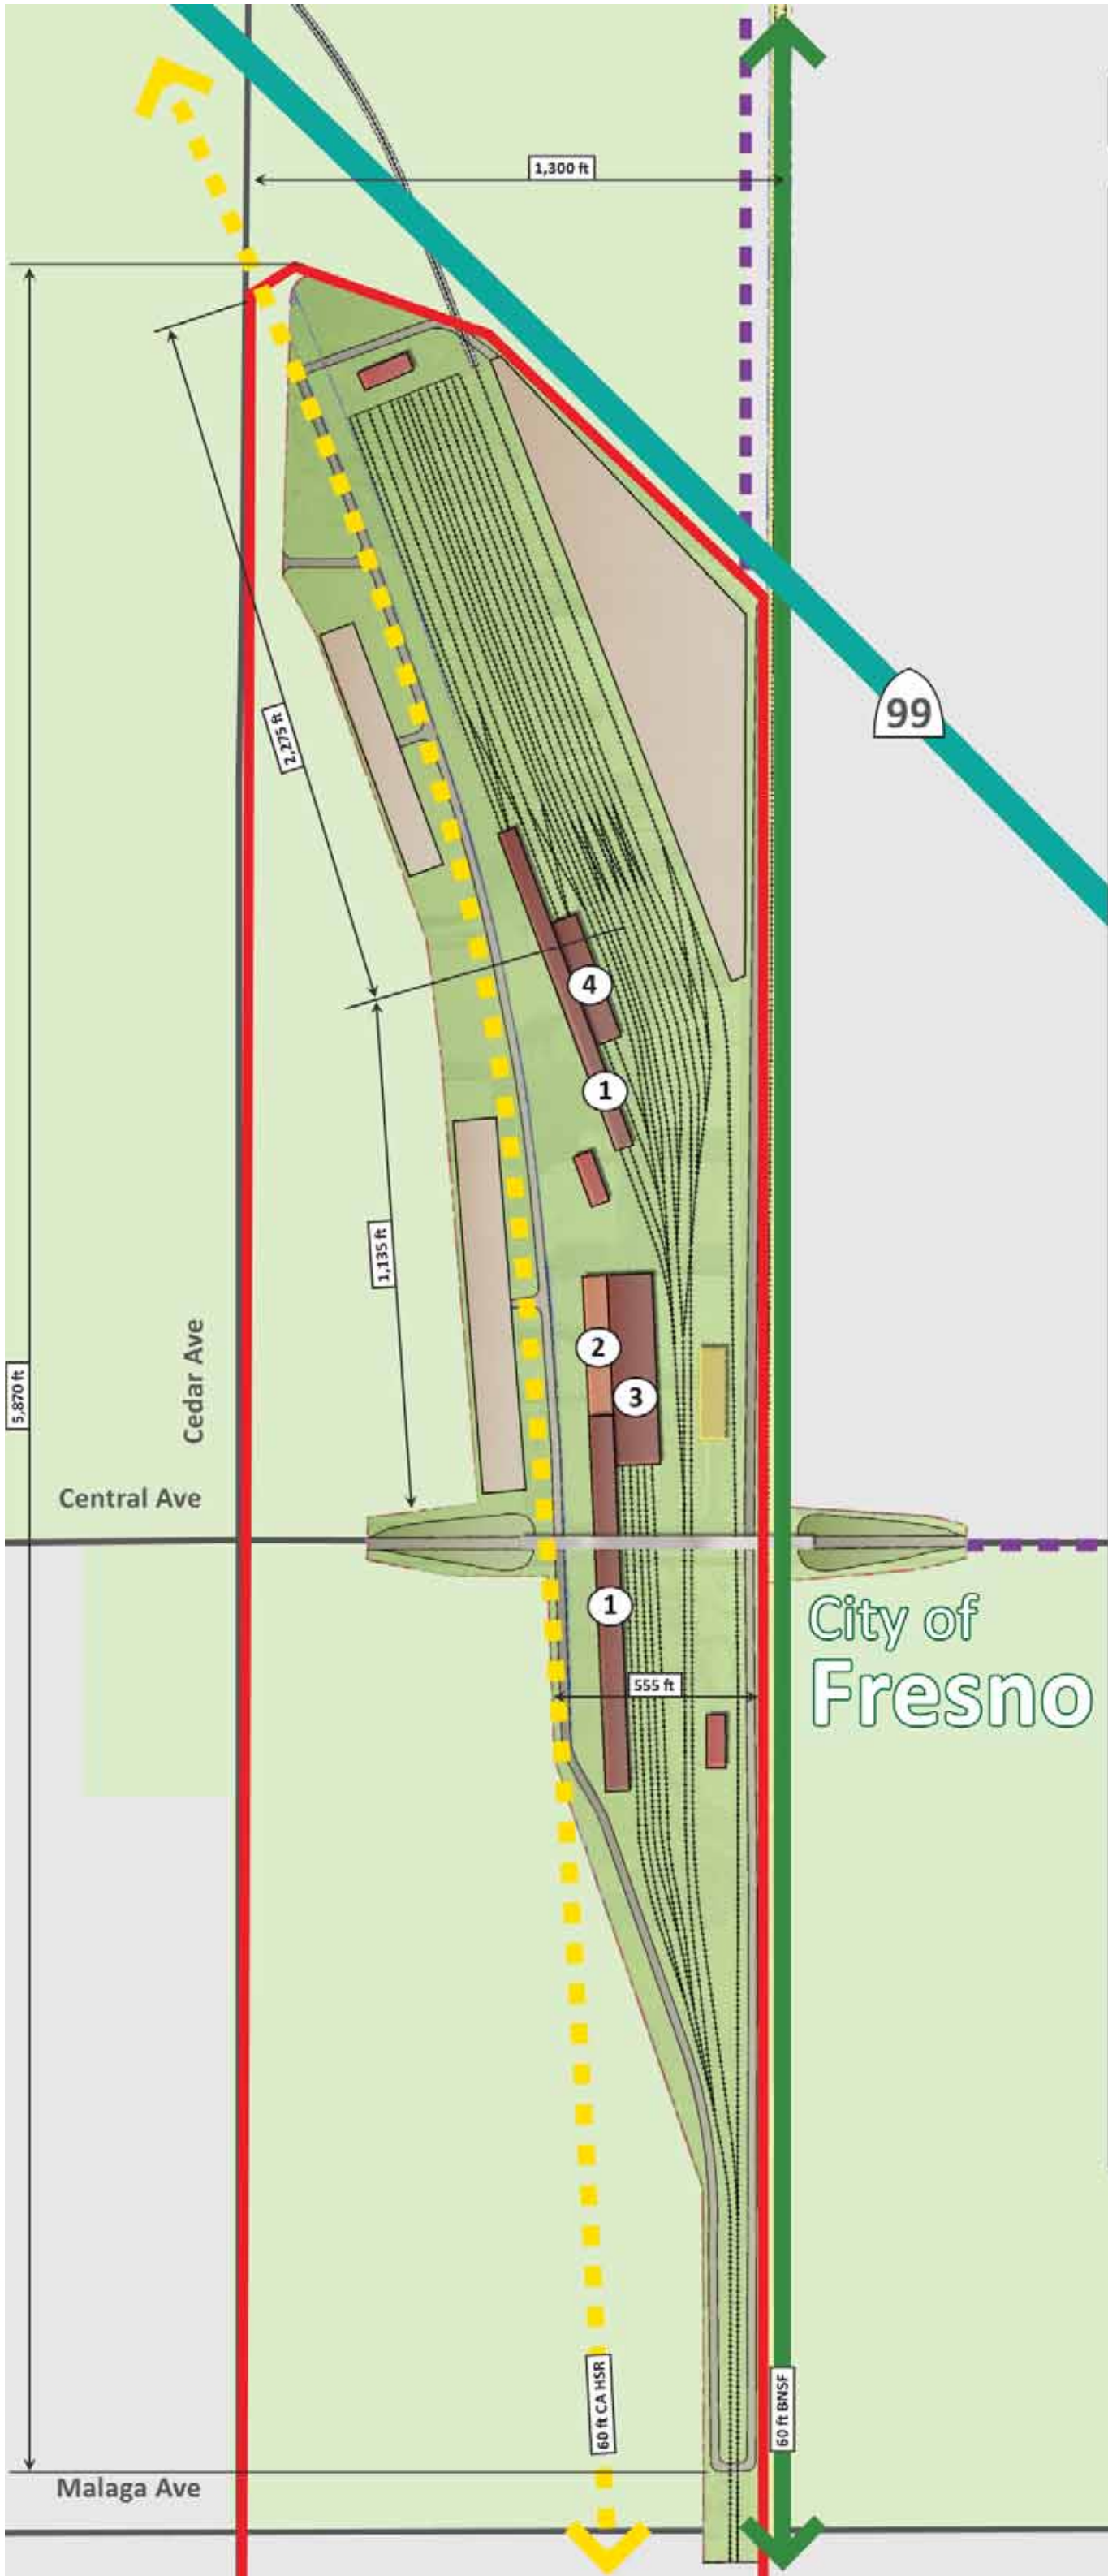 1,300 ft
99
2,275 ft
4
1
1,135 ft
2
3
Cedar Ave
5,870 ft
Central Ave
1
City of
Fresno
555 ft
60 ft CA HSR
60 ft BNSF
Malaga Ave